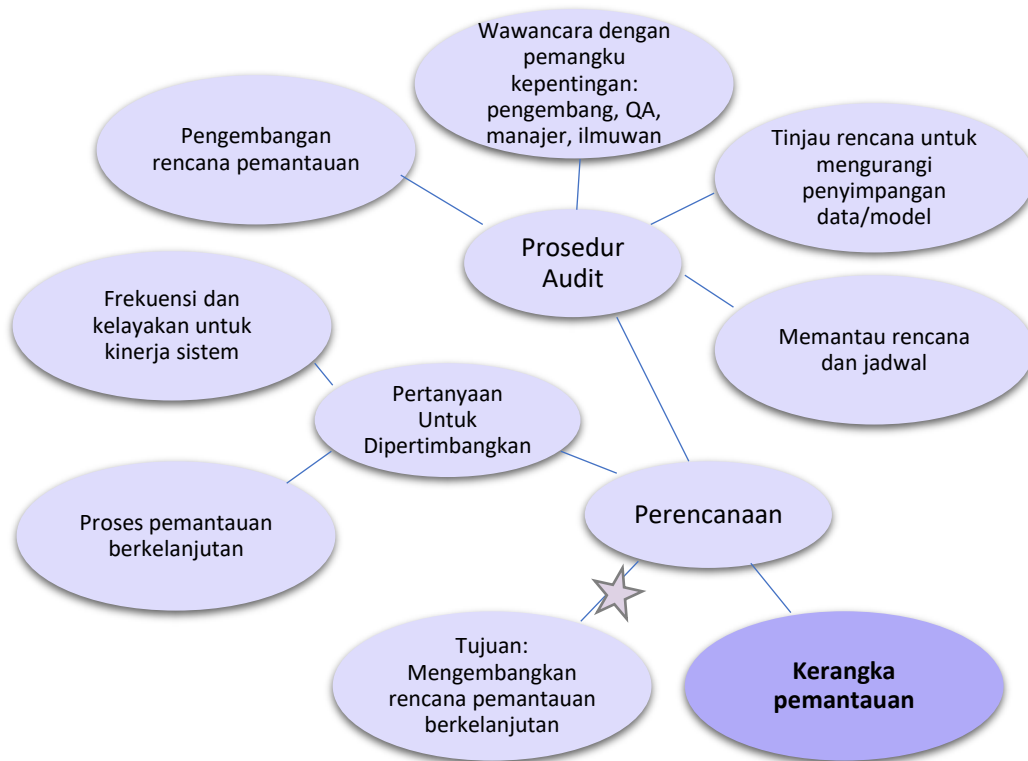 Wawancara dengan
pemangku
kepentingan:
pengembang, QA,
manajer, ilmuwan
Pengembangan
rencana pemantauan
Tinjau rencana untuk
mengurangi
penyimpangan
data/model
Prosedur
Audit
Frekuensi dan
kelayakan untuk
kinerja sistem
Memantau rencana
dan jadwal
Pertanyaan
Untuk
Dipertimbangkan
Proses pemantauan
berkelanjutan
Perencanaan
Tujuan:
Mengembangkan
rencana pemantauan
berkelanjutan
Kerangka
pemantauan